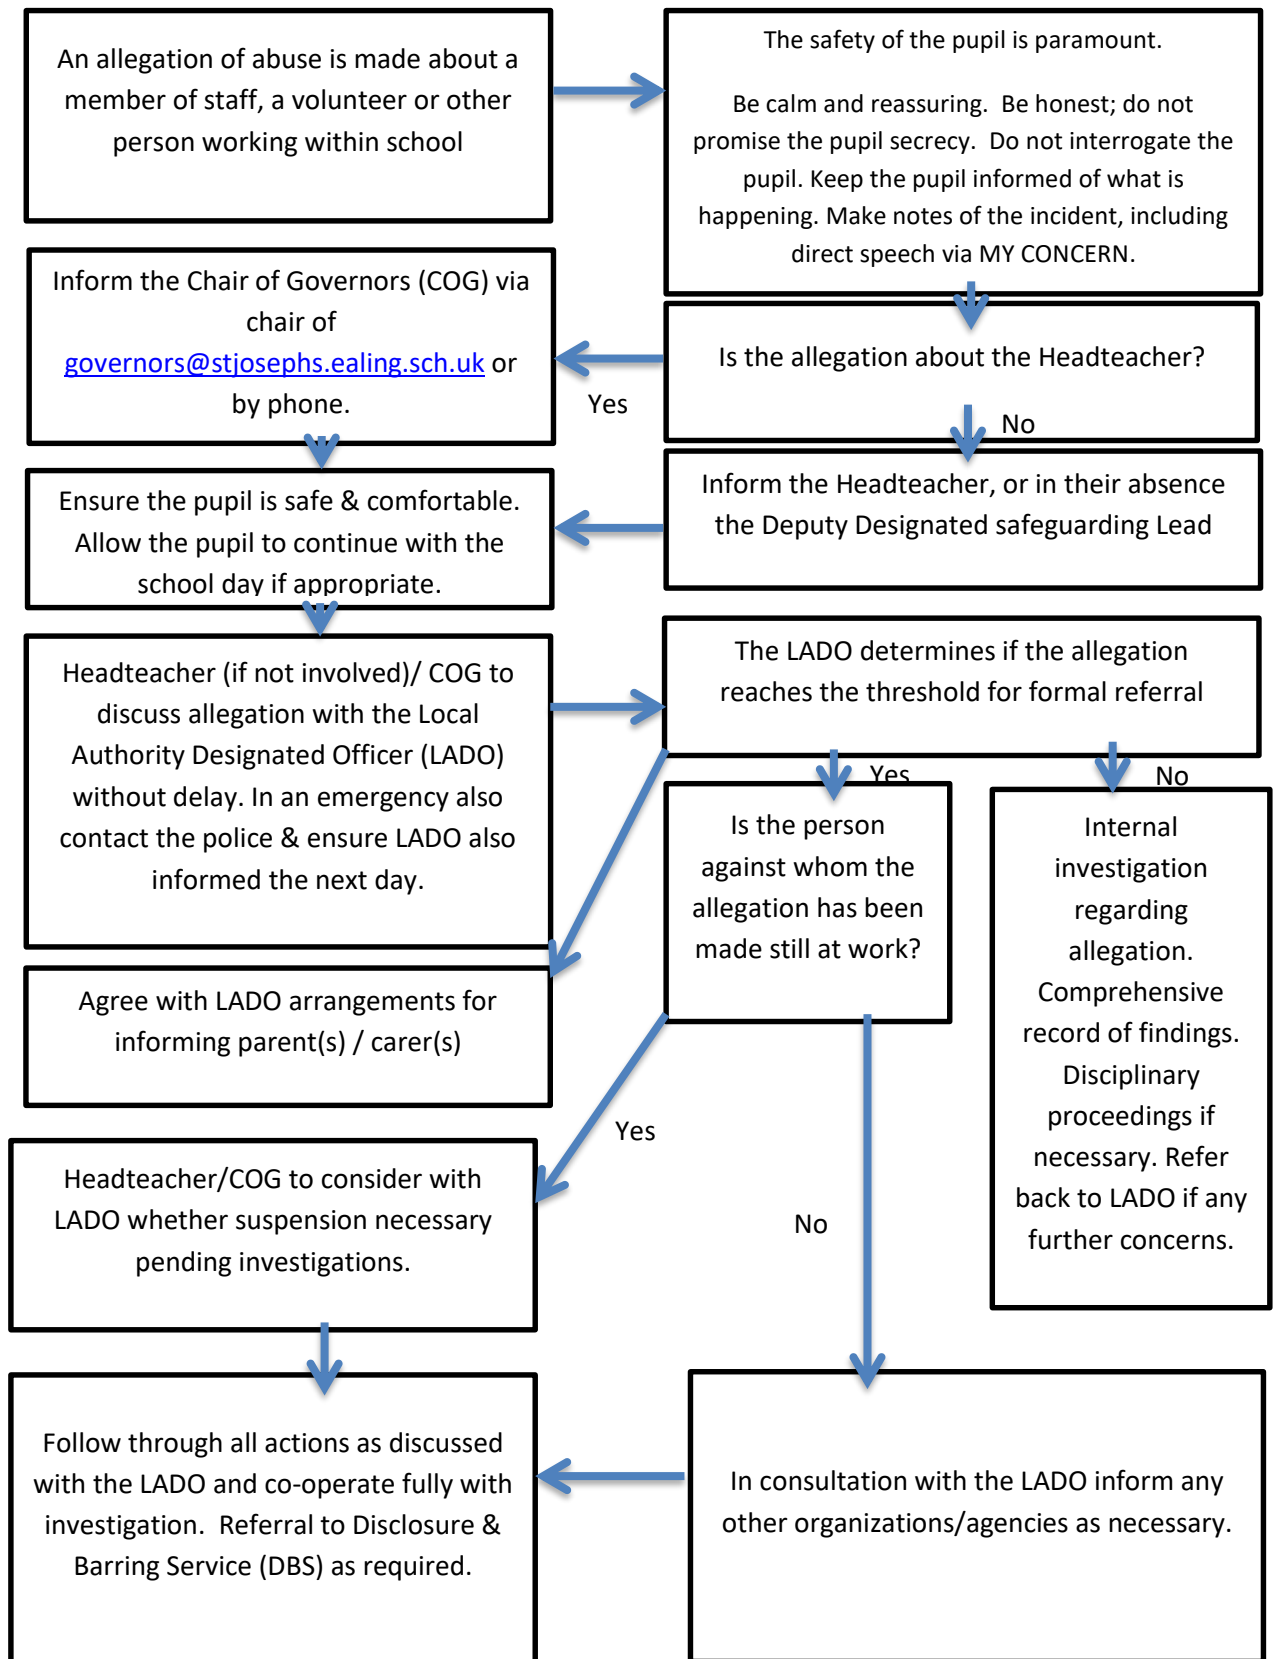 An allegation of abuse is made about a
member of staff, a volunteer or other
person working within school
The safety of the pupil is paramount.
Be calm and reassuring.  Be honest; do not
promise the pupil secrecy.  Do not interrogate the
pupil. Keep the pupil informed of what is
happening. Make notes of the incident, including
direct speech via MY CONCERN.
Is the allegation about the Headteacher?
Yes
No
Inform the Chair of Governors (COG) via
chair of
governors@stjosephs.ealing.sch.uk or
by phone.
Inform the Headteacher, or in their absence
the Deputy Designated safeguarding Lead
Ensure the pupil is safe & comfortable.
Allow the pupil to continue with the
school day if appropriate.
Headteacher (if not involved)/ COG to
discuss allegation with the Local
Authority Designated Officer (LADO)
without delay. In an emergency also
contact the police & ensure LADO also
informed the next day.
The LADO determines if the allegation
reaches the threshold for formal referral
Yes
No
Agree with LADO arrangements for
informing parent(s) / carer(s)
Is the person
against whom the
allegation has been
made still at work?
Internal
investigation
regarding
allegation.
Comprehensive
record of findings.
Disciplinary
proceedings if
necessary. Refer
back to LADO if any
further concerns.
Yes
No
Headteacher/COG to consider with
LADO whether suspension necessary
pending investigations.
Follow through all actions as discussed
with the LADO and co-operate fully with
investigation.  Referral to Disclosure &
Barring Service (DBS) as required.
In consultation with the LADO inform any
other organizations/agencies as necessary.